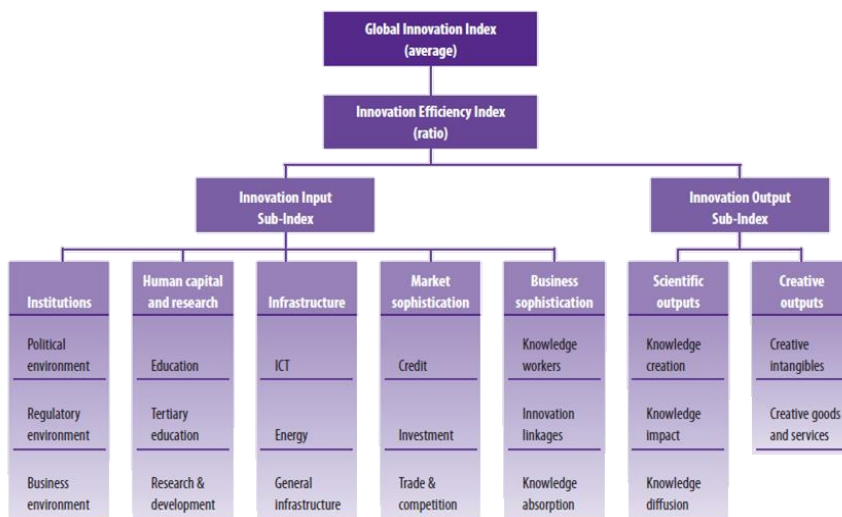 Global Innovation Index
(average)
Innovation Efficiency Index
(ratio)
Innovation Input
Sub-Index
Innovation Output
Sub-Index
Institutions
Human capital
and research
Infrastructure
Market
sophistication
Business
sophistication
Scientific
outputs
Creative
outputs
Political
environment
Education
ICT
Credit
Knowledge
workers
Knowledge
creation
Creative
intangibles
Regulatory
environment
Tertiary
education
Energy
Investment
Innovation
linkages
Knowledge
impact
Creative goods
and services
Business
environment
Research &
development
General
infrastructure
Trade &
competition
Knowledge
absorption
Knowledge
diffusion